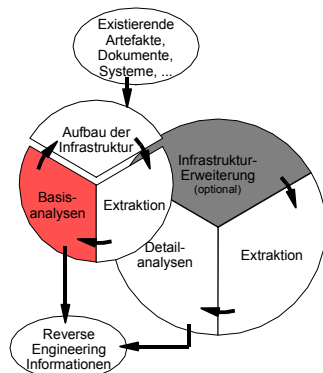 Existierende
Artefakte,
Dokumente,
Systeme, ...
Aufbau der
Infrastruktur
Infrastruktur-
Erweiterung
(optional)
Basis-
analysen
Extraktion
Detail-
analysen
Extraktion
Reverse
Engineering
Informationen